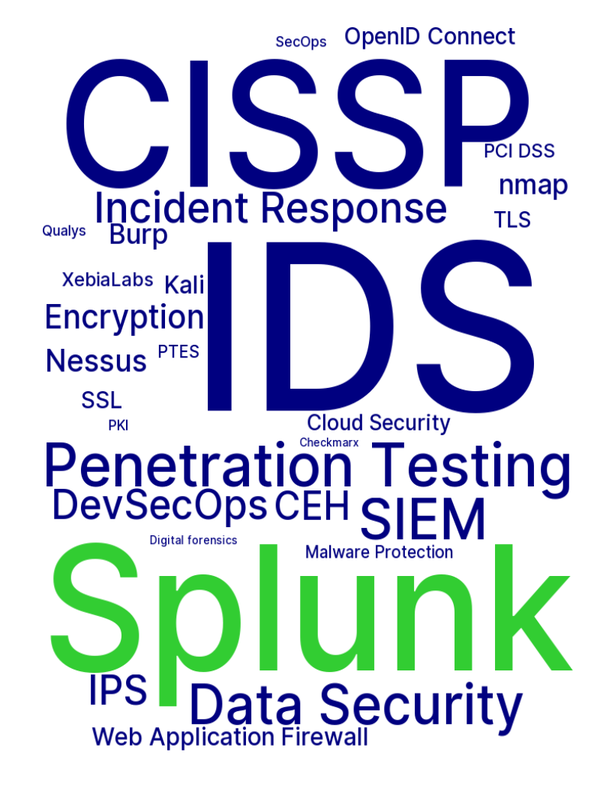 SecOps
OpenID Connect
CISSP
PCI DSS
nmap
Incident Response
TLS
Qualys
Burp
IDS
XebiaLabs
Kali
Encryption
Nessus
PTES
SSL
PKI
Cloud Security
Checkmarx
Penetration Testing
DevSecOps
CEH
SIEM
Digital forensics
Malware Protection
Splunk
IPS
Data Security
Web Application Firewall